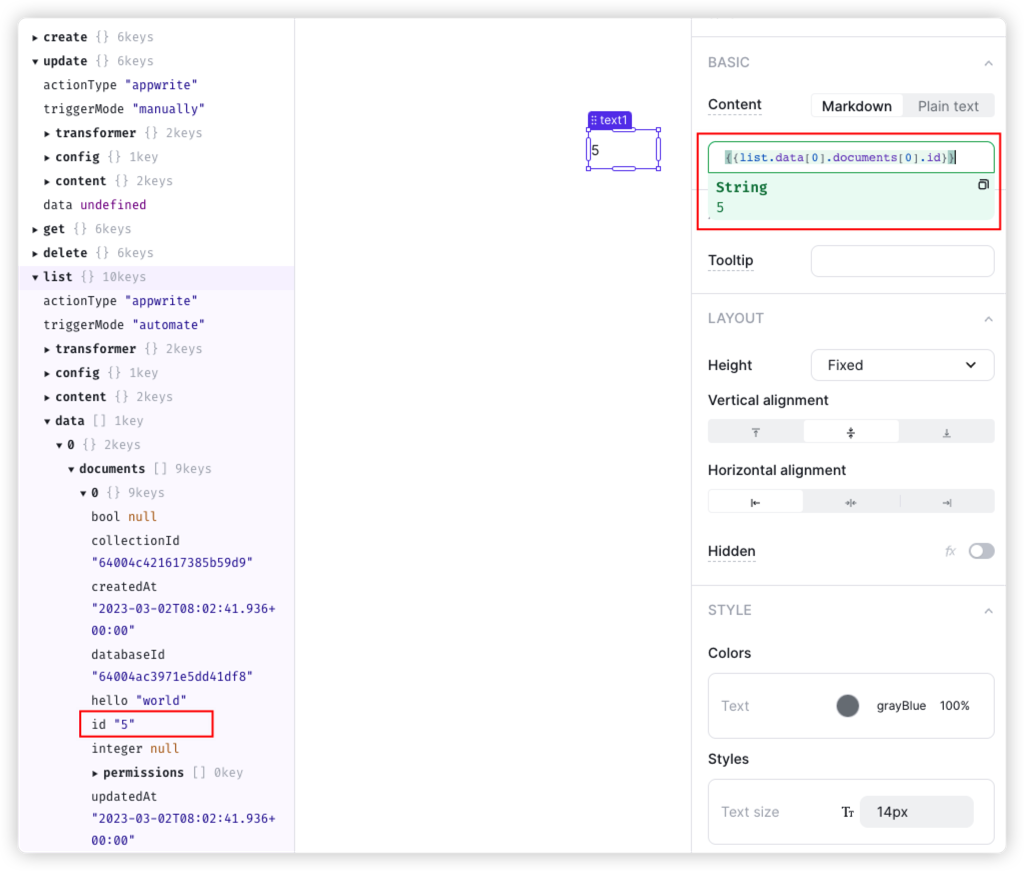 create {} 6keys
update {} 6keys
actionType "appwrite"
triggerMode "manually"
transformer {} 2keys
config {} 1key
content {} 2keys
data undefined
get {} 6keys
delete {} 6keys
list {} 10keys
actionType "appwrite"
triggerMode "automate"
transformer {} 2keys
config {} 1key
content {} 2keys
data [] 1key
0 {} 2keys
documents [] 9keys
0 {} 9keys
bool null
collectionId
"64004c421617385b59d9"
createdAt
"2023-03-02T08:02:41.936+
00:00"
databaseId
"64004ac3971e5dd41df8"
hello "world"
id "5"
integer null
permissions [] 0key
updatedAt
"2023-03-02T08:02:41.936+
00:00"
text1
5
BASIC
Content
Markdown
Plain text
{{list.data[0].documents[0].id}}
String
5
Tooltip
LAYOUT
Height
Fixed
Vertical alignment
Horizontal alignment
Hidden
fx
STYLE
Colors
Text
grayBlue
100%
Styles
Text size
TT
14px